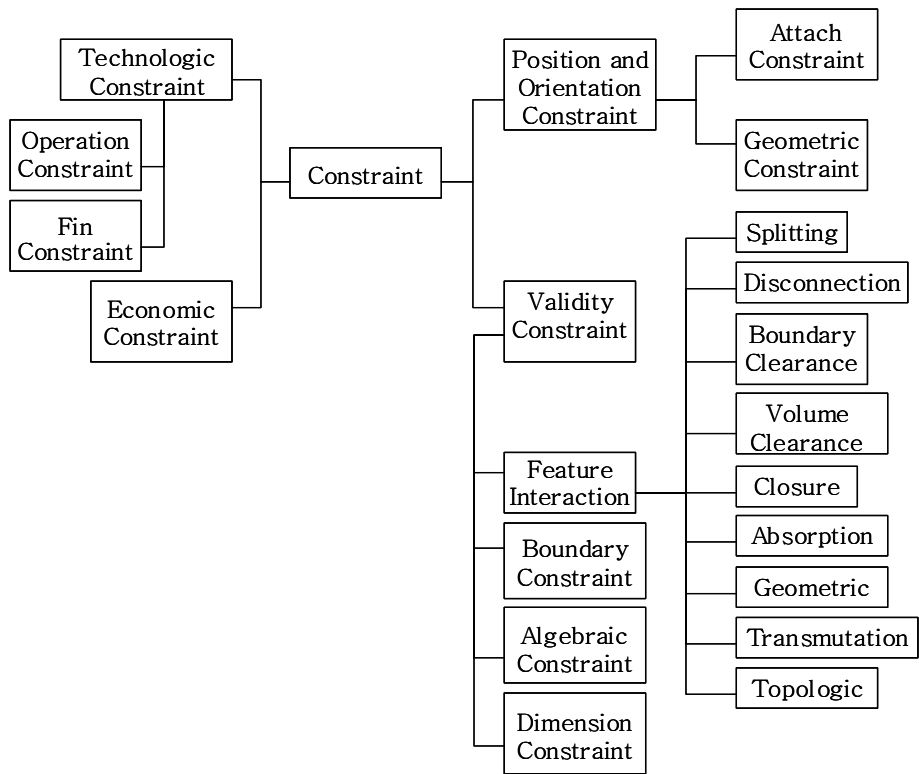 Technologic
Constraint
Operation
Constraint
Fin
Constraint
Economic
Constraint
Constraint
Position and
Orientation
Constraint
Attach
Constraint
Geometric
Constraint
Validity
Constraint
Feature
Interaction
Boundary
Constraint
Algebraic
Constraint
Dimension
Constraint
Splitting
Disconnection
Boundary
Clearance
Volume
Clearance
Closure
Absorption
Geometric
Transmutation
Topologic